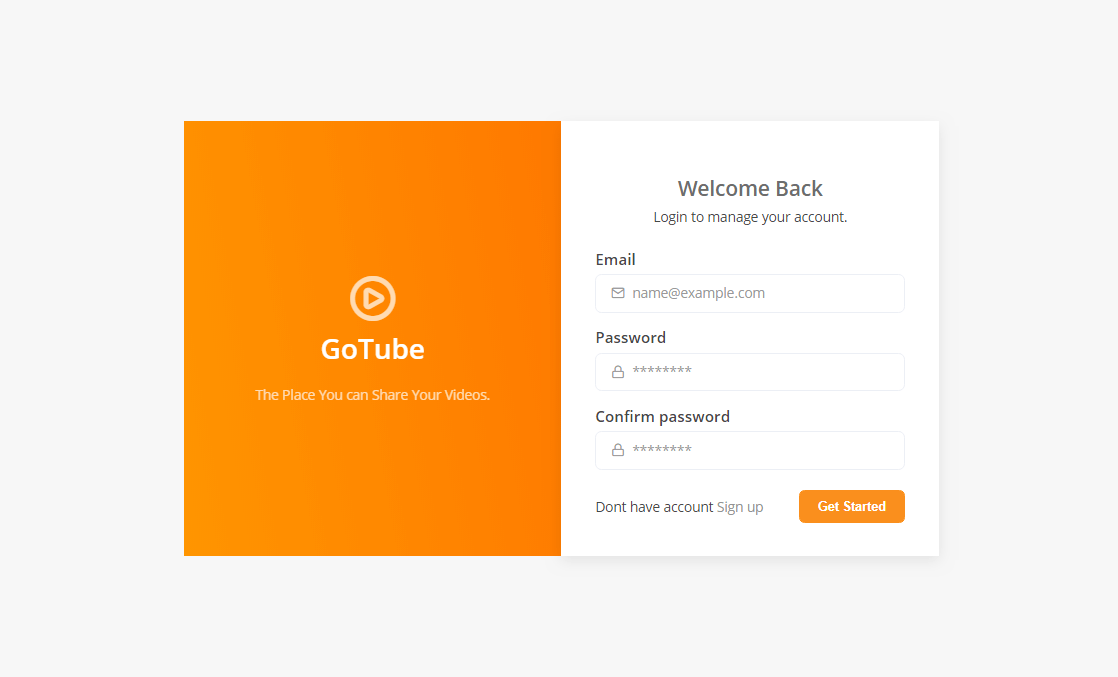 GoTube
The Place You can Share Your Videos.
Welcome Back
Login to manage your account.
Email
name@example.com
Password
********
Confirm password
********
Dont have account Sign up
Get Started